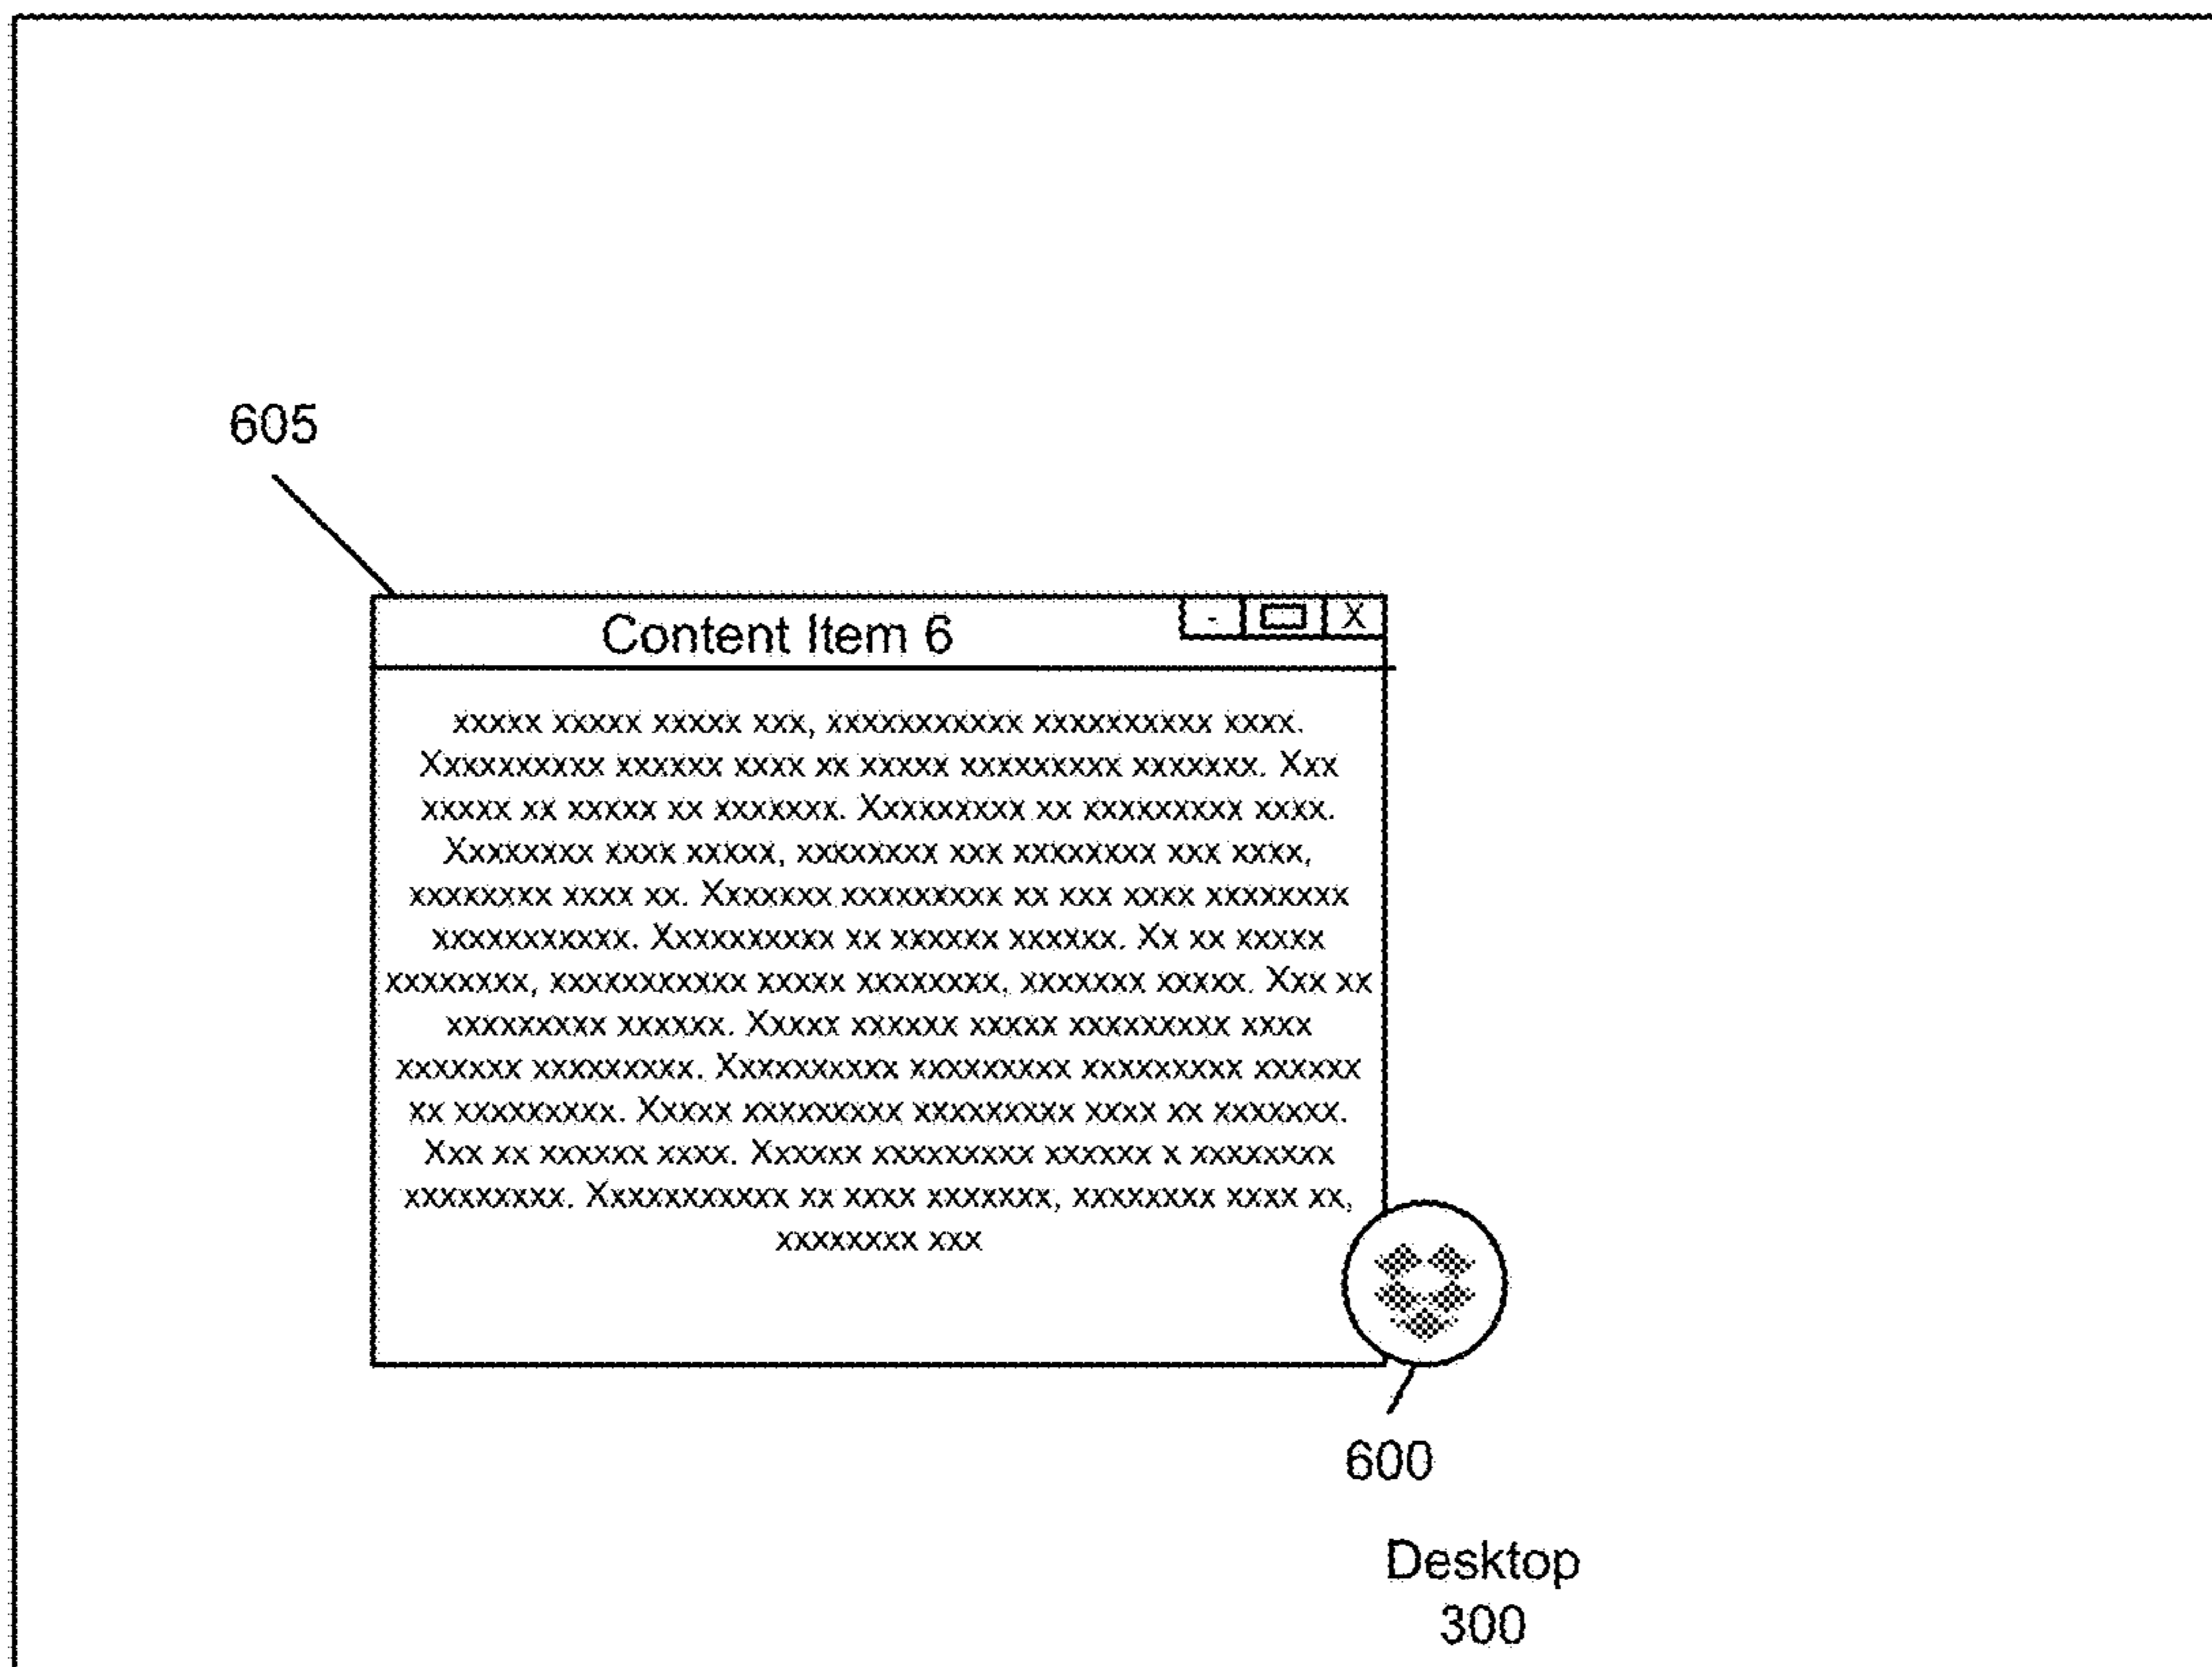 605
Content Item 6
- X
xxxxx xxxxx xxxxx xxx, xxxxxxxxxxx xxxxxxxxxx xxxx.
Xxxxxxxxxx xxxxxx xxxx xx xxxxx xxxxxxxxx xxxxxxx. Xxx
xxxxx xx xxxxx xx xxxxxxx. Xxxxxxxxx xx xxxxxxxxx xxxx.
Xxxxxxxx xxxx xxxxx, xxxxxxxx xxx xxxxxxxx xxx xxxx,
xxxxxxxx xxxx xx. Xxxxxxx xxxxxxxxx xx xxx xxxx xxxxxxxx
xxxxxxxxxxx. Xxxxxxxxxx xx xxxxxx xxxxxx. Xx xx xxxxx
xxxxxxxx, xxxxxxxxxxx xxxxx xxxxxxxx, xxxxxxx xxxxx. Xxx xx
xxxxxxxxx xxxxxx. Xxxxx xxxxxx xxxxx xxxxxxxxx xxxx
xxxxxxx xxxxxxxxx. Xxxxxxxxxx xxxxxxxxx xxxxxxxxx xxxxxx
xx xxxxxxxxx. Xxxxx xxxxxxxxx xxxxxxxxx xxxx xx xxxxxxx.
Xxx xx xxxxxx xxxx. Xxxxxx xxxxxxxxx xxxxxx x xxxxxxxx
xxxxxxxxx. Xxxxxxxxxxx xx xxxx xxxxxxx, xxxxxxxx xxxx xx,
xxxxxxxx xxx
600
Desktop
300